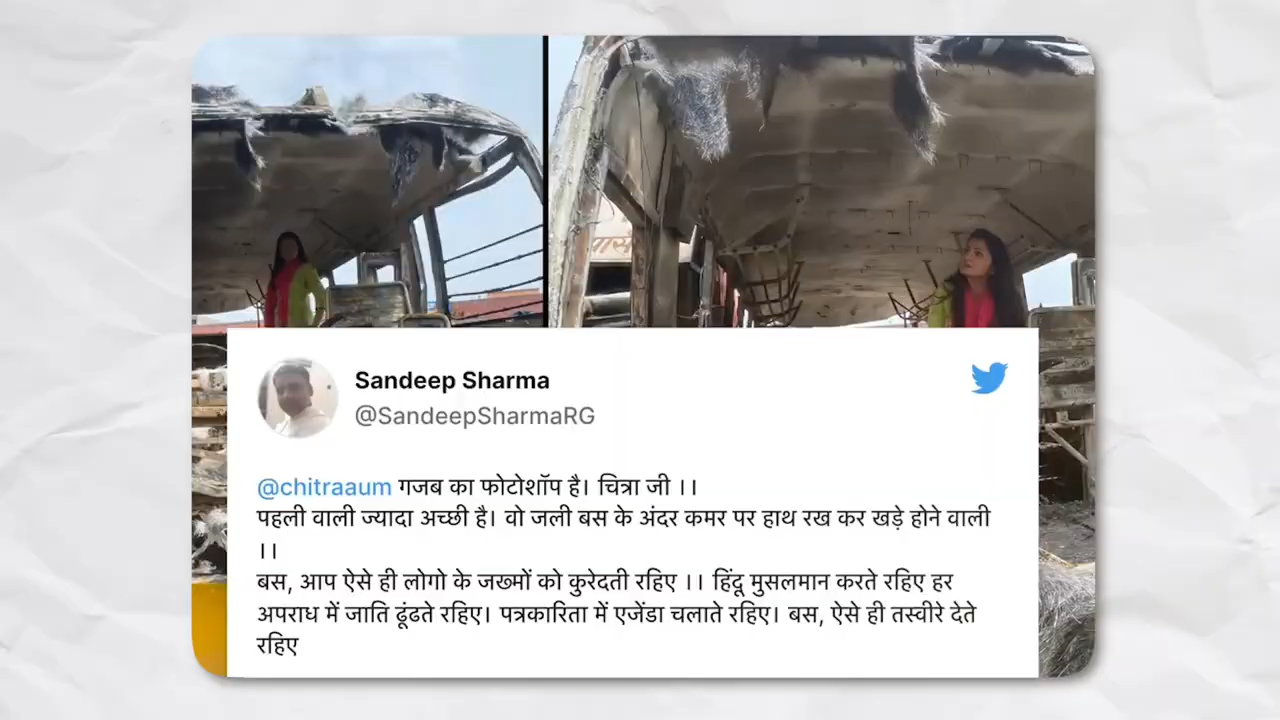 पास
Sandeep Sharma
@SandeepSharmaRG
@chitraaum गजब का फोटोशॉप है। चित्रा जी ।।
पहली वाली ज्यादा अच्छी है। वो जली बस के अंदर कमर पर हाथ रख कर खड़े होने वाली
।।
बस, आप ऐसे ही लोगो के जख्मों को कुरेदती रहिए ।। हिंदू मुसलमान करते रहिए हर
अपराध में जाति ढूंढते रहिए। पत्रकारिता में एजेंडा चलाते रहिए। बस, ऐसे ही तस्वीरे देते
रहिए